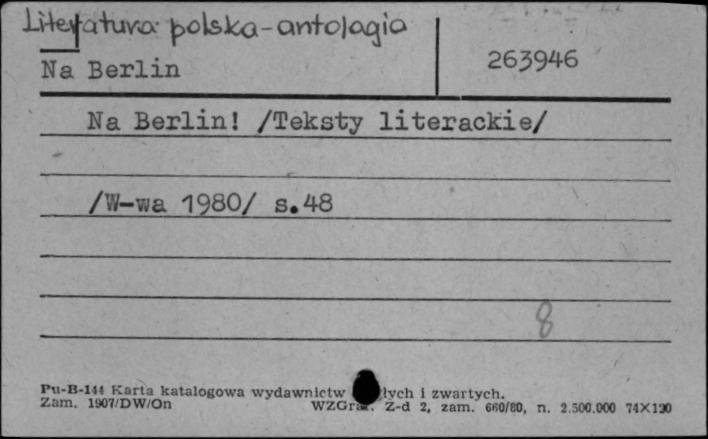 Literatura polska-antologia
Na Berlin
263946
Na Berlin! /Teksty literackie/
/W-wa 1980/ s.48
8
Pu-B-144 Karta katalogowa wydawnictw i zwartych.
Zam. 1907/DW/On WZGraf. Z-d 2, zam. 660/80, n. 2.500.000 74X120